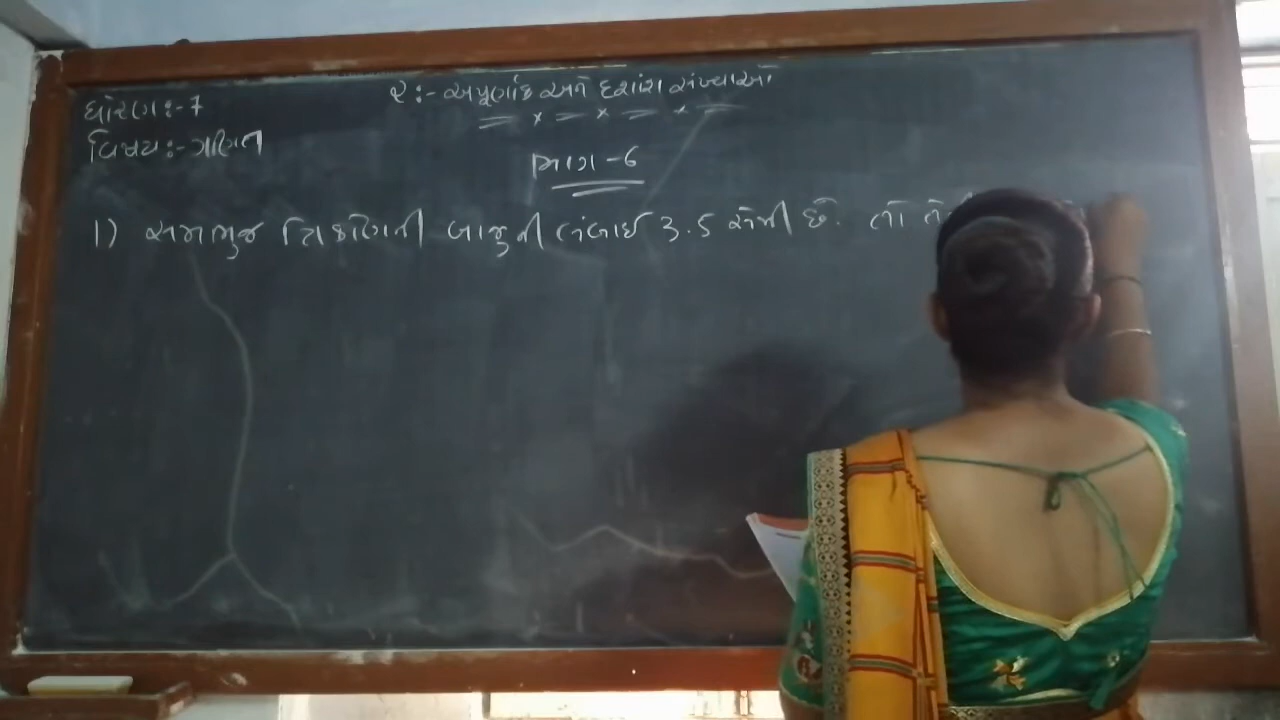 ૨:- અપૂર્ણાંક અને દશાંશ સંખ્યાઓ
ધોરણ:- 7
વિષય:- ગણિત
ભાગ - 6
1) સમભુજ ત્રિકોણની બાજુની લંબાઈ 3.5 સેમી છે. તો